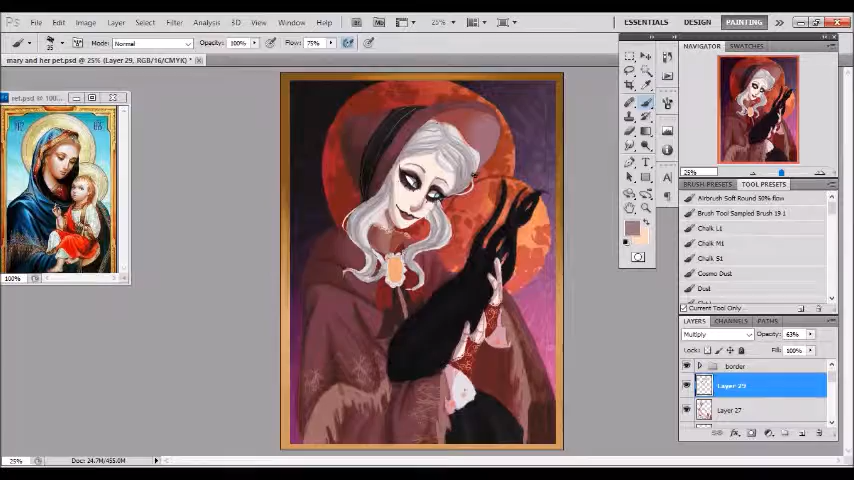 Ps File Edit Image Layer Select Filter Analysis 3D View Window Help Br Mb 25% ESSENTIALS DESIGN PAINTING
25 Mode: Normal Opacity: 100% Flow: 75%
mary and her pet.psd @ 25% (Layer 29, RGB/16/CMYK) *
ret.psd @ 100...
100%
NAVIGATOR SWATCHES
25%
BRUSH PRESETS TOOL PRESETS
Airbrush Soft Round 50% flow
Brush Tool Sampled Brush 19 1
Chalk L1
Chalk M1
Chalk S1
Cosmo Dust
Dust
Current Tool Only
LAYERS CHANNELS PATHS
Multiply Opacity: 63%
Lock: Fill: 100%
border
Layer 29
Layer 27
25% Doc: 24.7M/455.0M